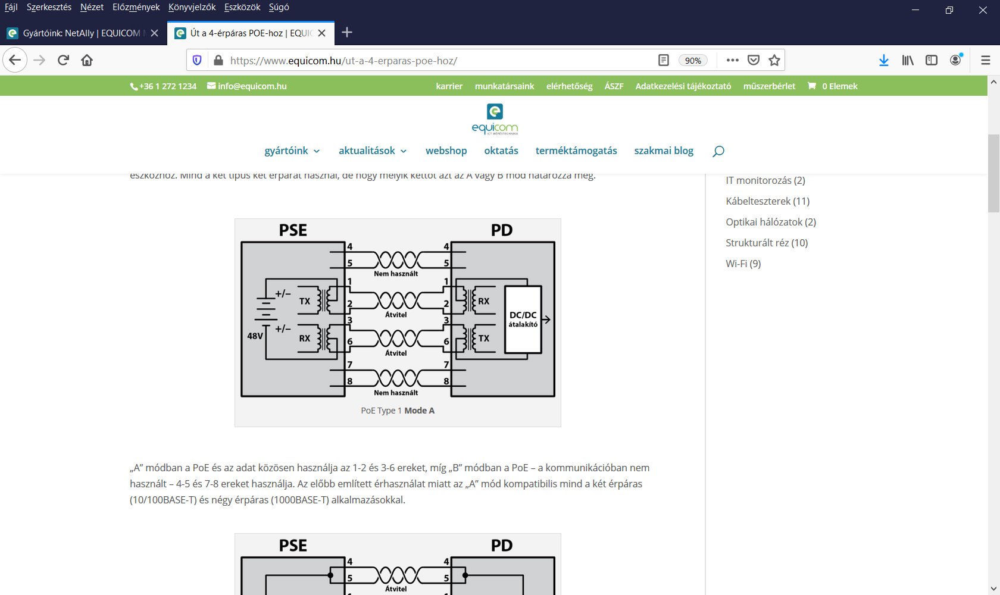 Fájl Szerkesztés Nézet Előzmények Könyvjelzők Eszközök Súgó
Gyártóink: NetAlly | EQUICOM
Út a 4-érpáras POE-hoz | EQUIC
https://www.equicom.hu/ut-a-4-erparas-poe-hoz/
90%
+36 1 272 1234 info@equicom.hu karrier munkatársaink elérhetőség ÁSZF Adatkezelési tájékoztató műszerbérlet 0 Elemek
equicom
ICT MÉRÉSTECHNIKA
gyártóink aktualitások webshop oktatás terméktámogatás szakmai blog
eszközhöz. Mind a két típus két érpárat használ, de hogy melyik kettőt azt az A vagy B mód határozza meg.
IT monitorozás (2)
Kábelteszterek (11)
Optikai hálózatok (2)
Strukturált réz (10)
Wi-Fi (9)
PSE PD
4 4
5 5
Nem használt
1 1
+/–
TX 2 2 RX
Átvitel
DC/DC
átalakító
3 3
+/–
48V RX 6 6 TX
Átvitel
7 7
8 8
Nem használt
PoE Type 1 Mode A
„A” módban a PoE és az adat közösen használja az 1-2 és 3-6 ereket, míg „B” módban a PoE – a kommunikációban nem
használt – 4-5 és 7-8 ereket használja. Az előbb említett érhasználat miatt az „A” mód kompatibilis mind a két érpáras
(10/100BASE-T) és négy érpáras (1000BASE-T) alkalmazásokkal.
PSE PD
4 4
5 5
Átvitel